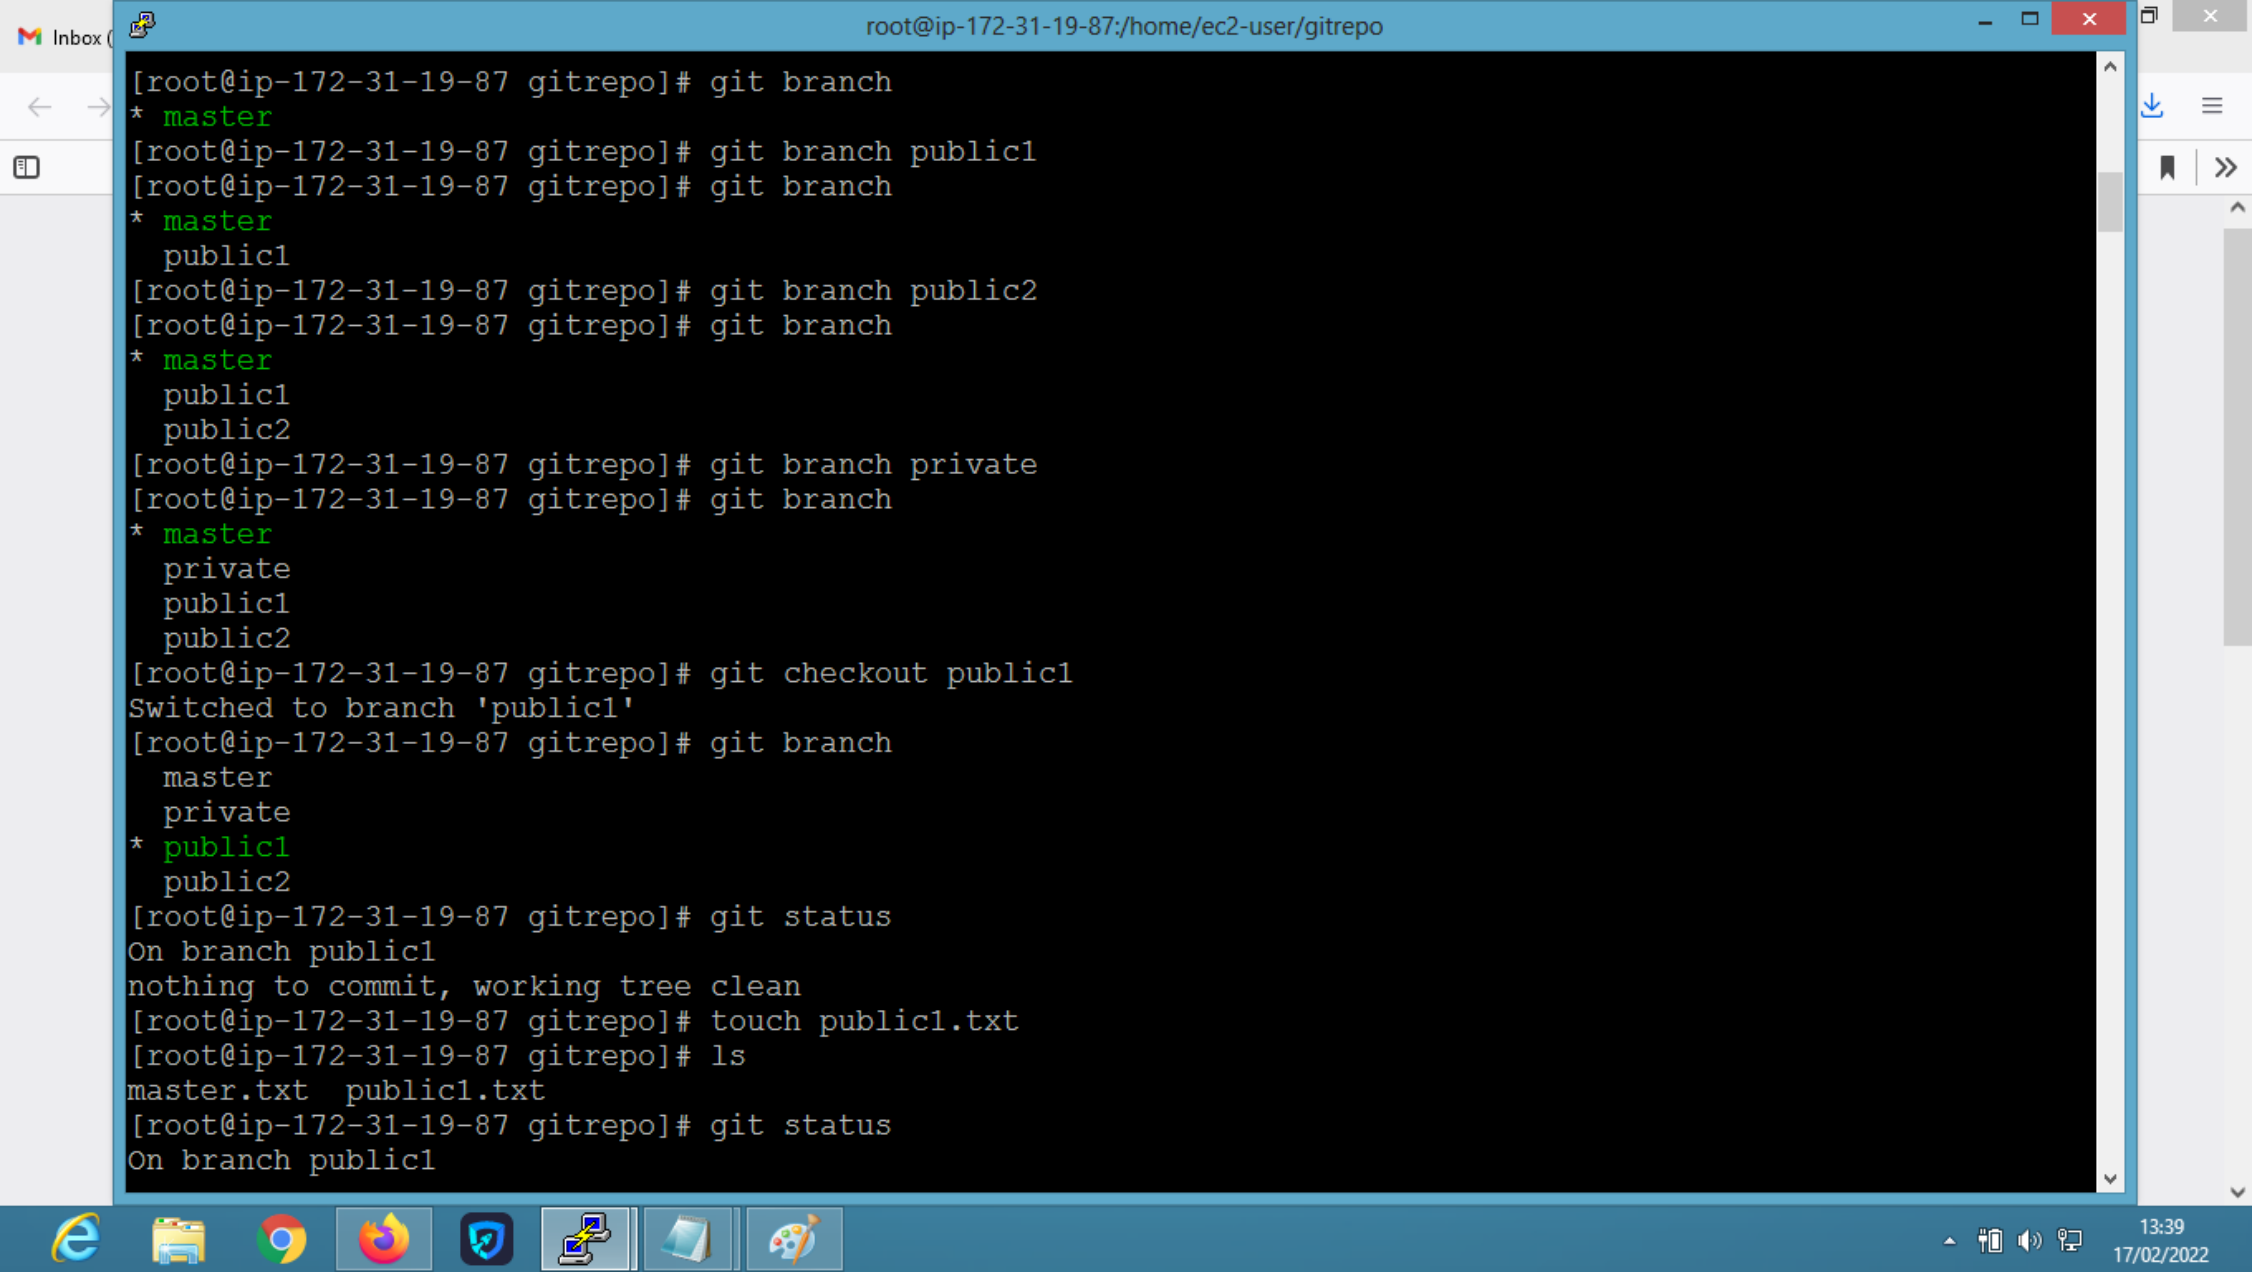 Inbox (
root@ip-172-31-19-87:/home/ec2-user/gitrepo
[root@ip-172-31-19-87 gitrepo]# git branch
* master
[root@ip-172-31-19-87 gitrepo]# git branch public1
[root@ip-172-31-19-87 gitrepo]# git branch
* master
  public1
[root@ip-172-31-19-87 gitrepo]# git branch public2
[root@ip-172-31-19-87 gitrepo]# git branch
* master
  public1
  public2
[root@ip-172-31-19-87 gitrepo]# git branch private
[root@ip-172-31-19-87 gitrepo]# git branch
* master
  private
  public1
  public2
[root@ip-172-31-19-87 gitrepo]# git checkout public1
Switched to branch 'public1'
[root@ip-172-31-19-87 gitrepo]# git branch
  master
  private
* public1
  public2
[root@ip-172-31-19-87 gitrepo]# git status
On branch public1
nothing to commit, working tree clean
[root@ip-172-31-19-87 gitrepo]# touch public1.txt
[root@ip-172-31-19-87 gitrepo]# ls
master.txt  public1.txt
[root@ip-172-31-19-87 gitrepo]# git status
On branch public1
13:39
17/02/2022